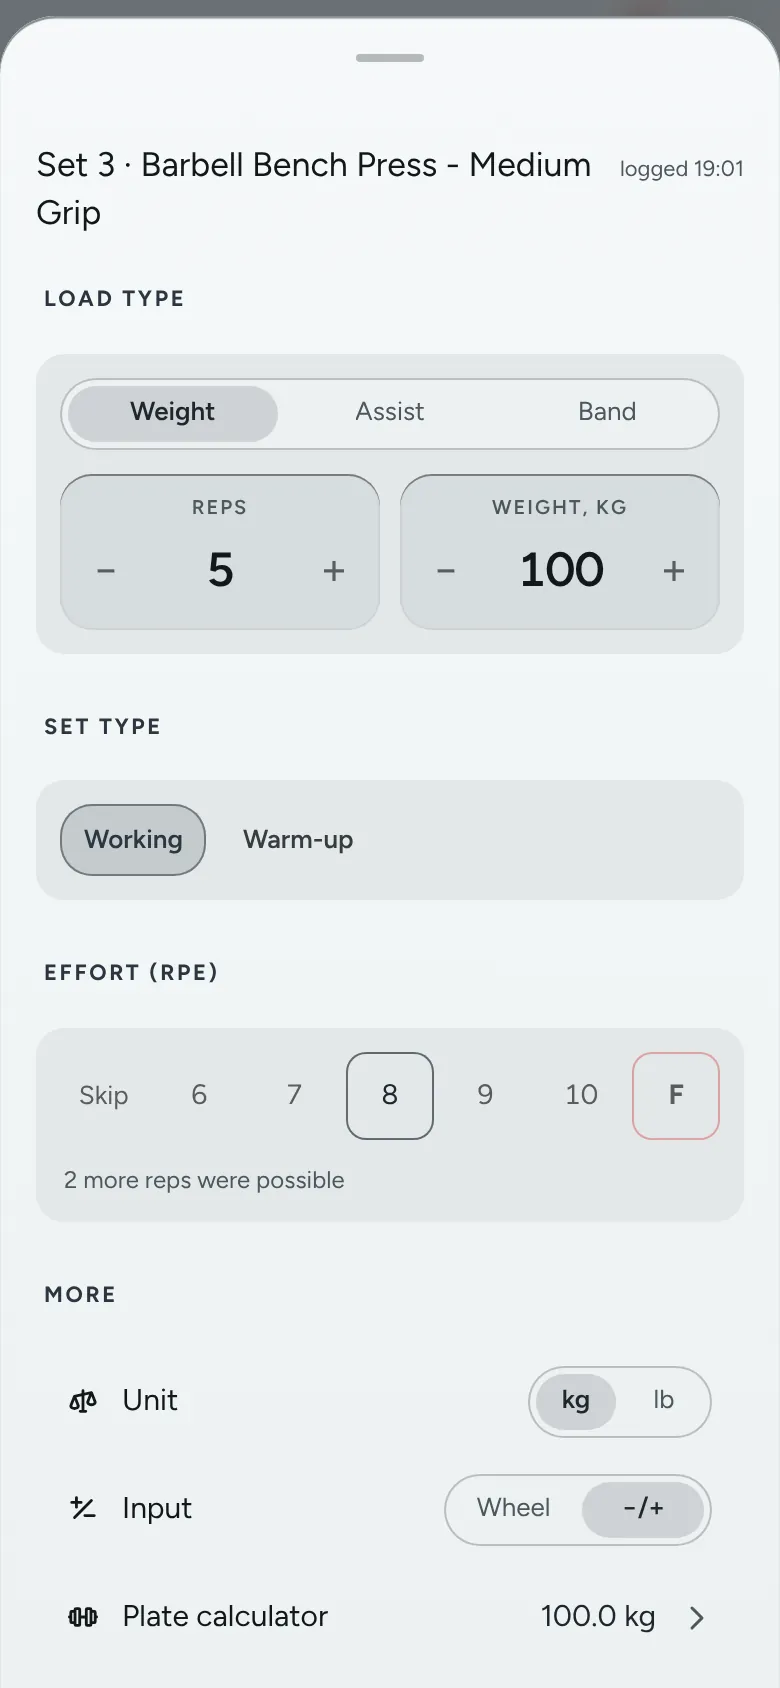 Set 3 · Barbell Bench Press - Medium Grip
logged 19:01
LOAD TYPE
Weight Assist Band
REPS WEIGHT, KG
− 5 + − 100 +
SET TYPE
Working Warm-up
EFFORT (RPE)
Skip 6 7 8 9 10 F
2 more reps were possible
MORE
Unit kg lb
Input Wheel −/+
Plate calculator 100.0 kg